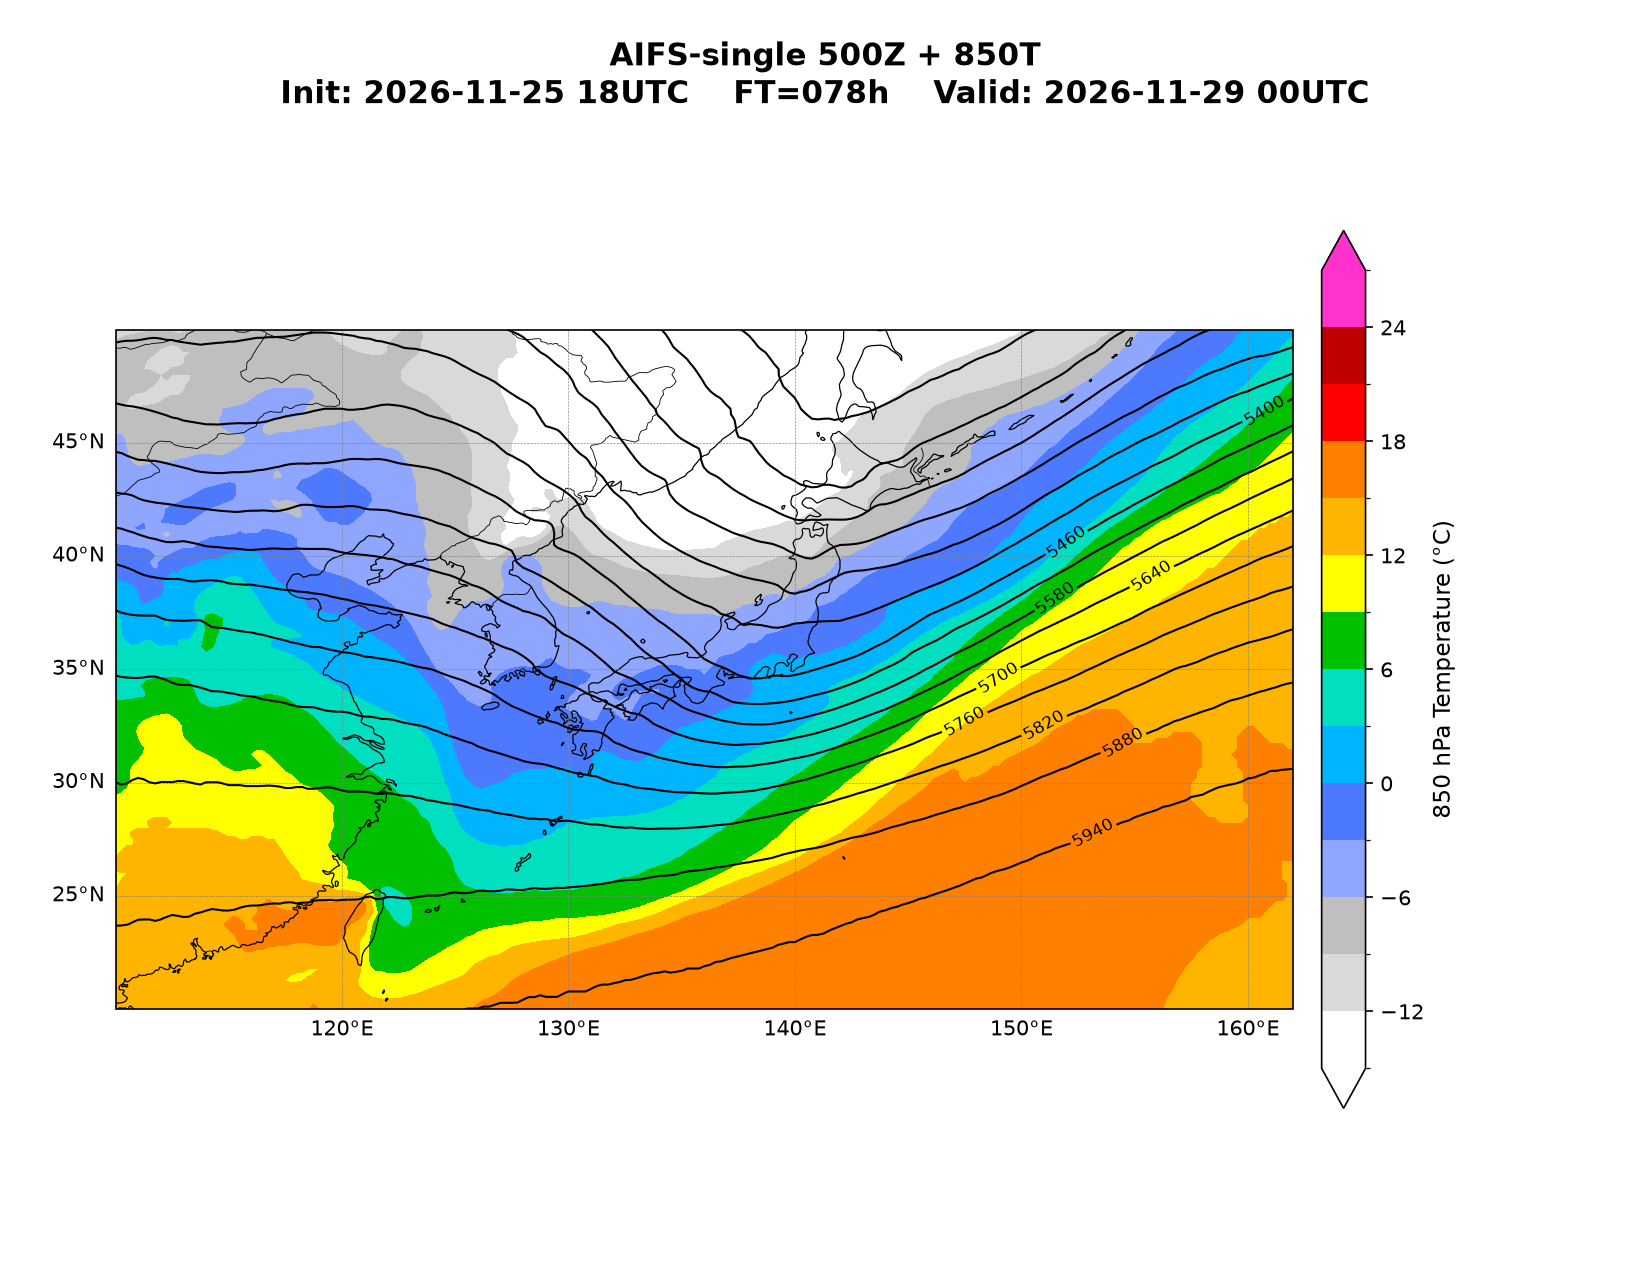 AIFS-single 500Z + 850T
Init: 2026-11-25 18UTC    FT=078h    Valid: 2026-11-29 00UTC
24
18
12
6
0
−6
−12
850 hPa Temperature (°C)
45°N
40°N
35°N
30°N
25°N
5400
5460
5580
5640
5700
5760
5820
5880
5940
120°E
130°E
140°E
150°E
160°E